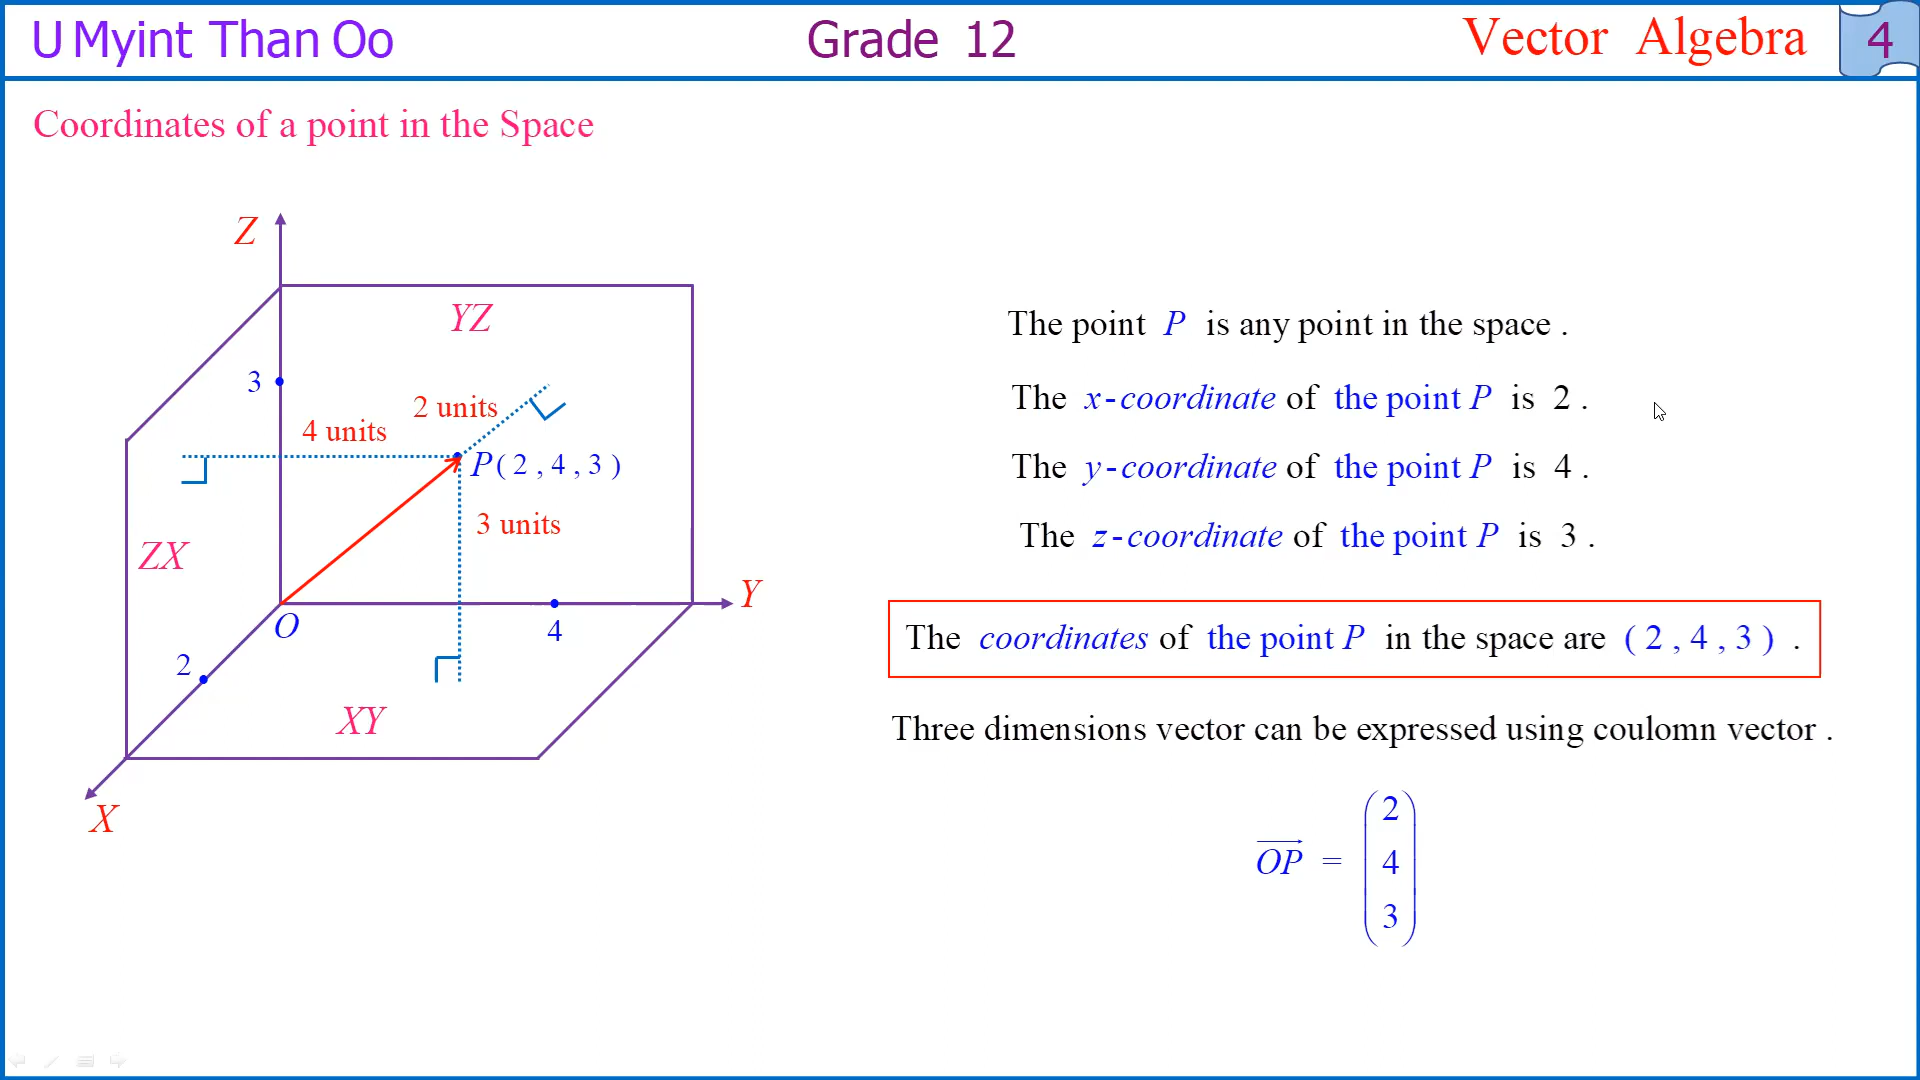 U Myint Than Oo
Grade 12
Vector Algebra
4
Coordinates of a point in the Space
Z
YZ
3
2 units
4 units
P ( 2 , 4 , 3 )
3 units
ZX
Y
O
4
2
XY
X
The point P is any point in the space .
The x-coordinate of the point P is 2 .
The y-coordinate of the point P is 4 .
The z-coordinate of the point P is 3 .
The coordinates of the point P in the space are ( 2 , 4 , 3 ) .
Three dimensions vector can be expressed using coulomn vector .
2
OP = 4
3